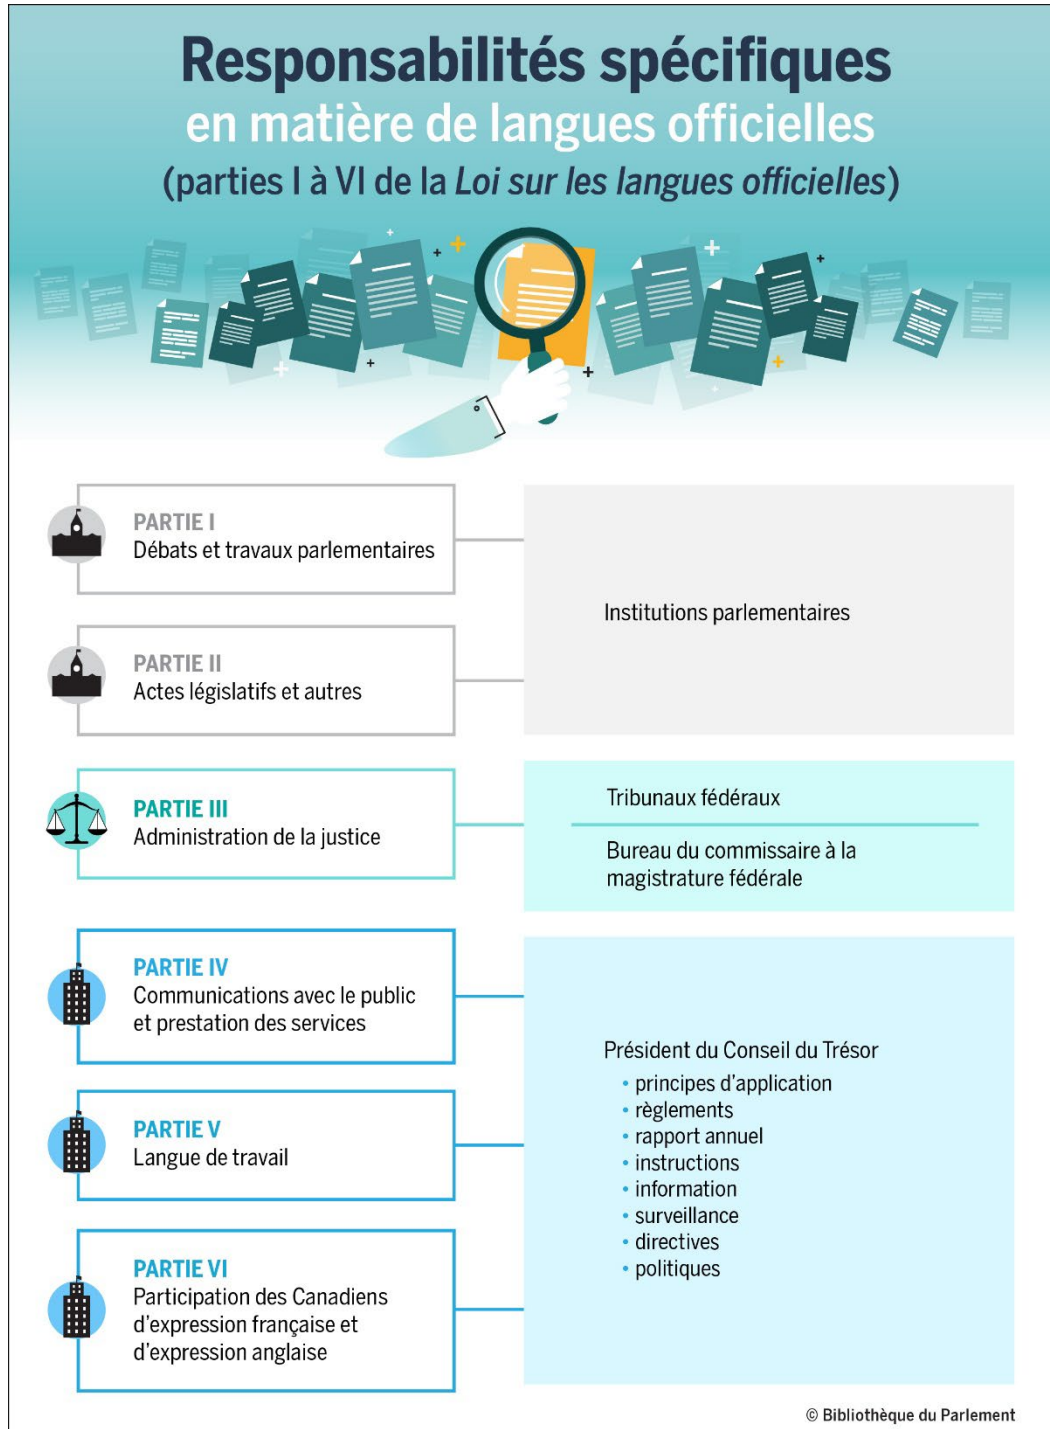 Responsabilités spécifiques
en matière de langues officielles
(parties I à VI de la Loi sur les langues officielles)
PARTIE I
Débats et travaux parlementaires
PARTIE II
Actes législatifs et autres
Institutions parlementaires
PARTIE III
Administration de la justice
Tribunaux fédéraux
Bureau du commissaire à la
magistrature fédérale
PARTIE IV
Communications avec le public
et prestation des services
PARTIE V
Langue de travail
PARTIE VI
Participation des Canadiens
d'expression française et
d'expression anglaise
Président du Conseil du Trésor
• principes d'application
• règlements
• rapport annuel
• instructions
• information
• surveillance
• directives
• politiques
© Bibliothèque du Parlement